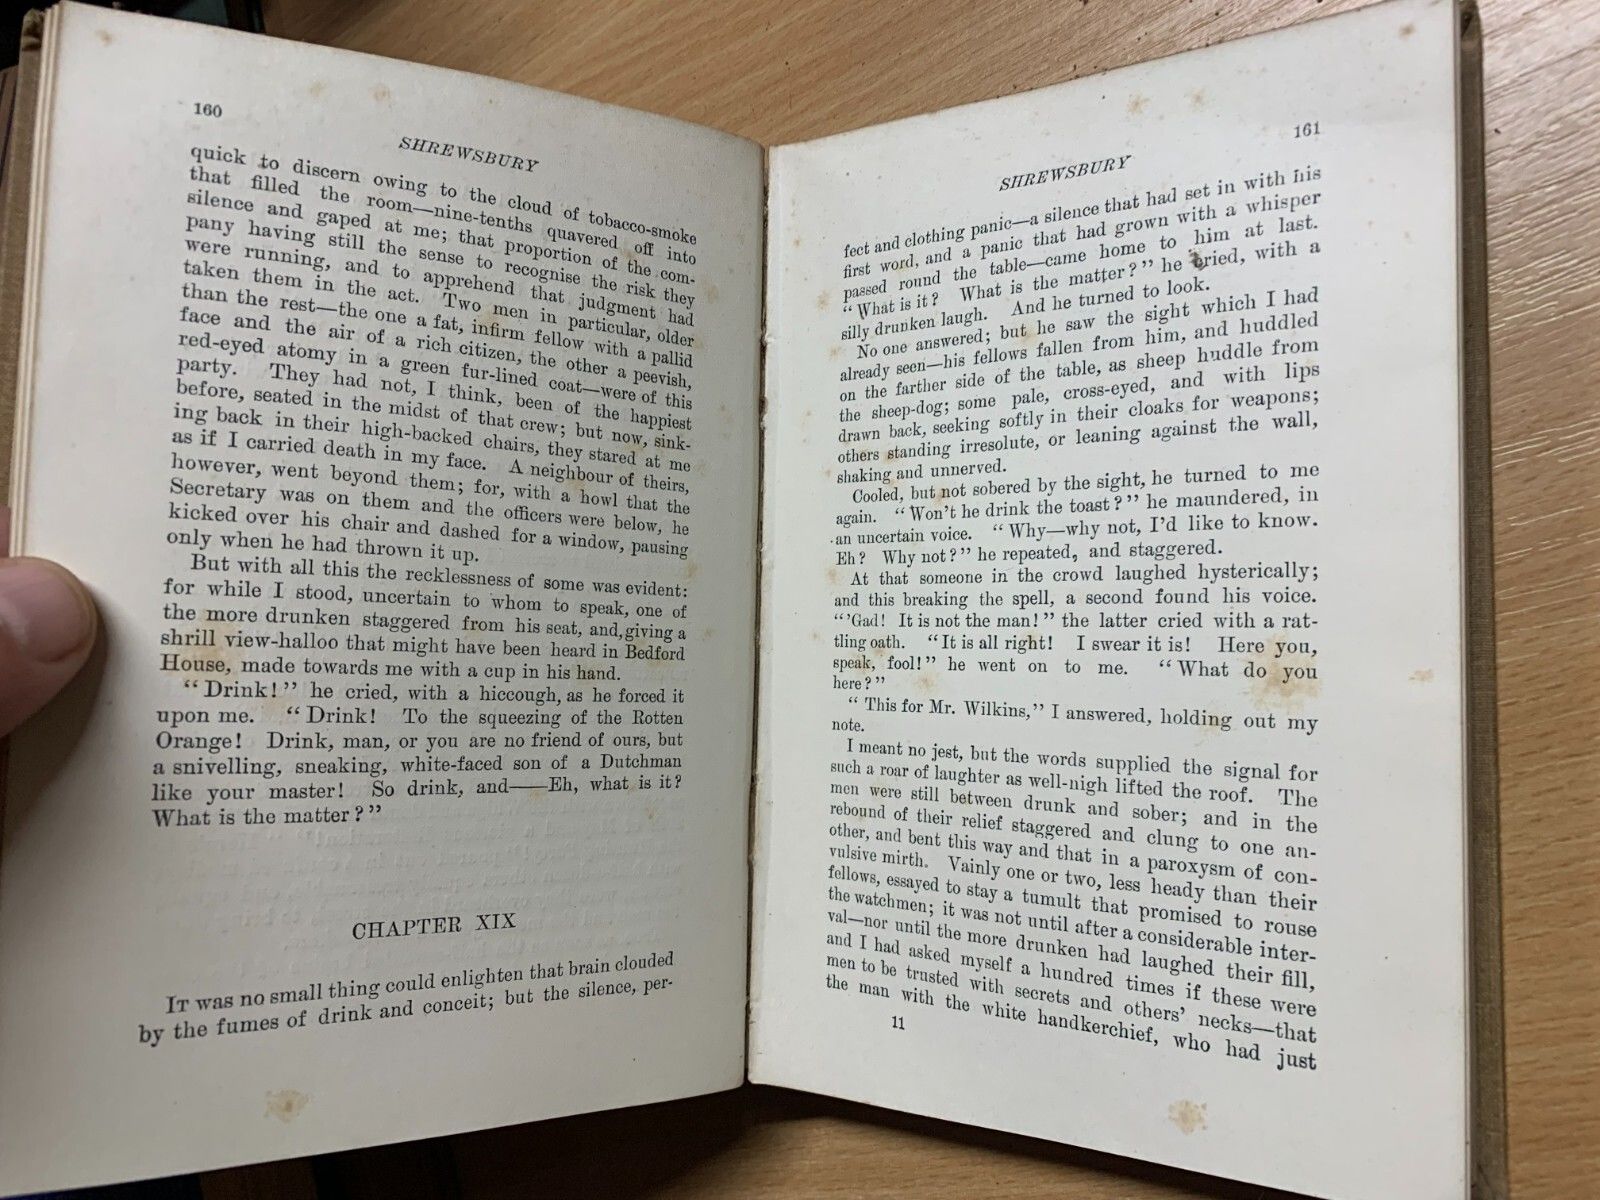 160
SHREWSBURY
quick to discern owing to the cloud of tobacco-smoke
that filled the room—nine-tenths quavered off into
silence and gaped at me; that proportion of the com-
pany having still the sense to recognise the risk they
were running, and to apprehend that judgment had
taken them in the act. Two men in particular, older
than the rest—the one a fat, infirm fellow with a pallid
face and the air of a rich citizen, the other a peevish,
red-eyed atomy in a green fur-lined coat—were of this
party. They had not, I think, been of the happiest
before, seated in the midst of that crew; but now, sink-
ing back in their high-backed chairs, they stared at me
as if I carried death in my face. A neighbour of theirs,
however, went beyond them; for, with a howl that the
Secretary was on them and the officers were below, he
kicked over his chair and dashed for a window, pausing
only when he had thrown it up.
But with all this the recklessness of some was evident:
for while I stood, uncertain to whom to speak, one of
the more drunken staggered from his seat, and, giving a
shrill view-halloo that might have been heard in Bedford
House, made towards me with a cup in his hand.
“Drink!” he cried, with a hiccough, as he forced it
upon me. “Drink! To the squeezing of the Rotten
Orange! Drink, man, or you are no friend of ours, but
a snivelling, sneaking, white-faced son of a Dutchman
like your master! So drink, and——Eh, what is it?
What is the matter?”
CHAPTER XIX
IT was no small thing could enlighten that brain clouded
by the fumes of drink and conceit; but the silence, per-
161
SHREWSBURY
fect and clothing panic—a silence that had set in with his
first word, and a panic that had grown with a whisper
passed round the table—came home to him at last.
“What is it? What is the matter?” he cried, with a
silly drunken laugh. And he turned to look.
No one answered; but he saw the sight which I had
already seen—his fellows fallen from him, and huddled
on the farther side of the table, as sheep huddle from
the sheep-dog; some pale, cross-eyed, and with lips
drawn back, seeking softly in their cloaks for weapons;
others standing irresolute, or leaning against the wall,
shaking and unnerved.
Cooled, but not sobered by the sight, he turned to me
again. “Won't he drink the toast?” he maundered, in
an uncertain voice. “Why—why not, I'd like to know.
Eh? Why not?” he repeated, and staggered.
At that someone in the crowd laughed hysterically;
and this breaking the spell, a second found his voice.
“'Gad! It is not the man!” the latter cried with a rat-
tling oath. “It is all right! I swear it is! Here you,
speak, fool!” he went on to me. “What do you
here?”
“This for Mr. Wilkins,” I answered, holding out my
note.
I meant no jest, but the words supplied the signal for
such a roar of laughter as well-nigh lifted the roof. The
men were still between drunk and sober; and in the
rebound of their relief staggered and clung to one an-
other, and bent this way and that in a paroxysm of con-
vulsive mirth. Vainly one or two, less heady than their
fellows, essayed to stay a tumult that promised to rouse
the watchmen; it was not until after a considerable inter-
val—nor until the more drunken had laughed their fill,
and I had asked myself a hundred times if these were
men to be trusted with secrets and others' necks—that
the man with the white handkerchief, who had just
11